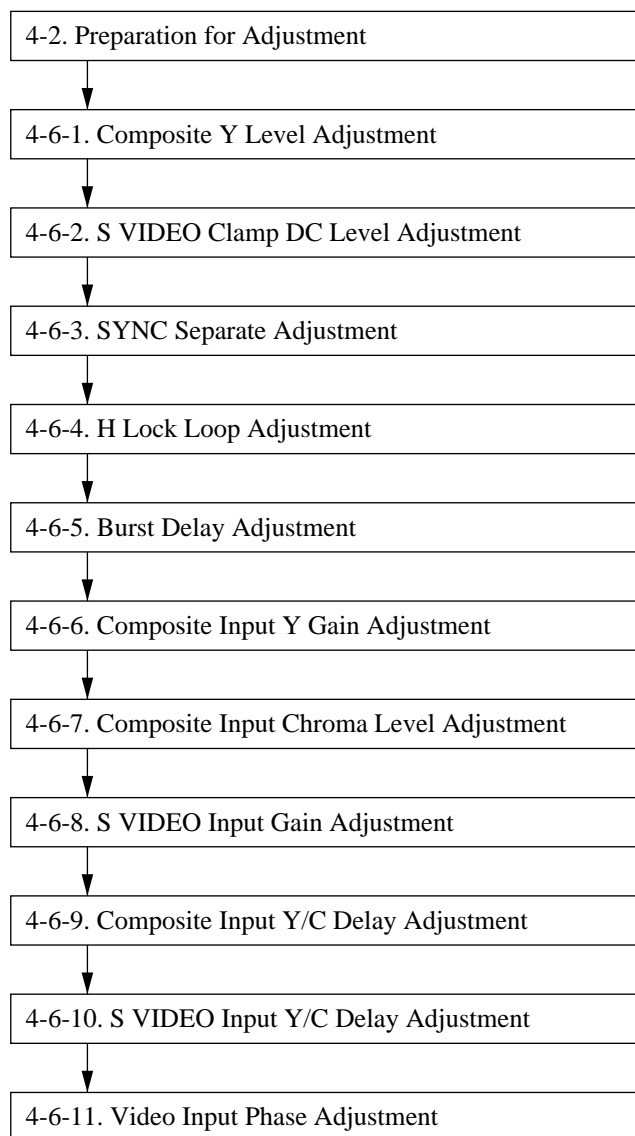 4-2. Preparation for Adjustment
4-6-1. Composite Y Level Adjustment
4-6-2. S VIDEO Clamp DC Level Adjustment
4-6-3. SYNC Separate Adjustment
4-6-4. H Lock Loop Adjustment
4-6-5. Burst Delay Adjustment
4-6-6. Composite Input Y Gain Adjustment
4-6-7. Composite Input Chroma Level Adjustment
4-6-8. S VIDEO Input Gain Adjustment
4-6-9. Composite Input Y/C Delay Adjustment
4-6-10. S VIDEO Input Y/C Delay Adjustment
4-6-11. Video Input Phase Adjustment